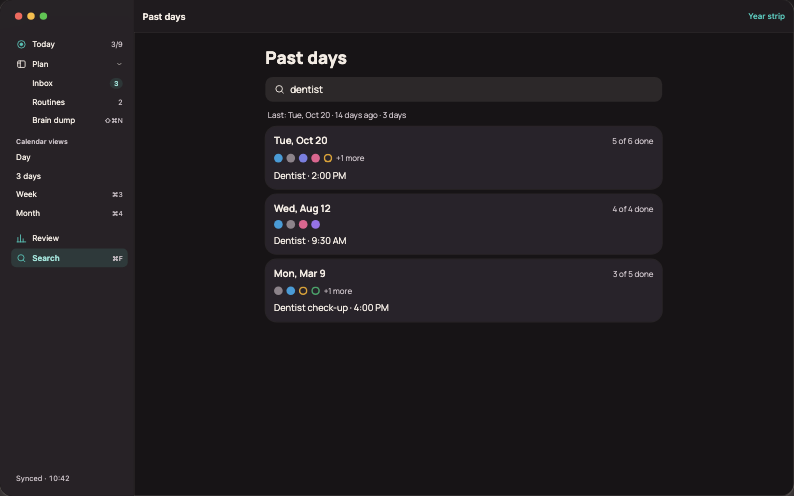 Past days
Year strip
Today 3/9
Plan
Inbox 3
Routines 2
Brain dump ⇧⌘N
Calendar views
Day
3 days
Week ⌘3
Month ⌘4
Review
Search ⌘F
Synced · 10:42
Past days
dentist
Last: Tue, Oct 20 · 14 days ago · 3 days
Tue, Oct 20 5 of 6 done
+1 more
Dentist · 2:00 PM
Wed, Aug 12 4 of 4 done
Dentist · 9:30 AM
Mon, Mar 9 3 of 5 done
+1 more
Dentist check-up · 4:00 PM